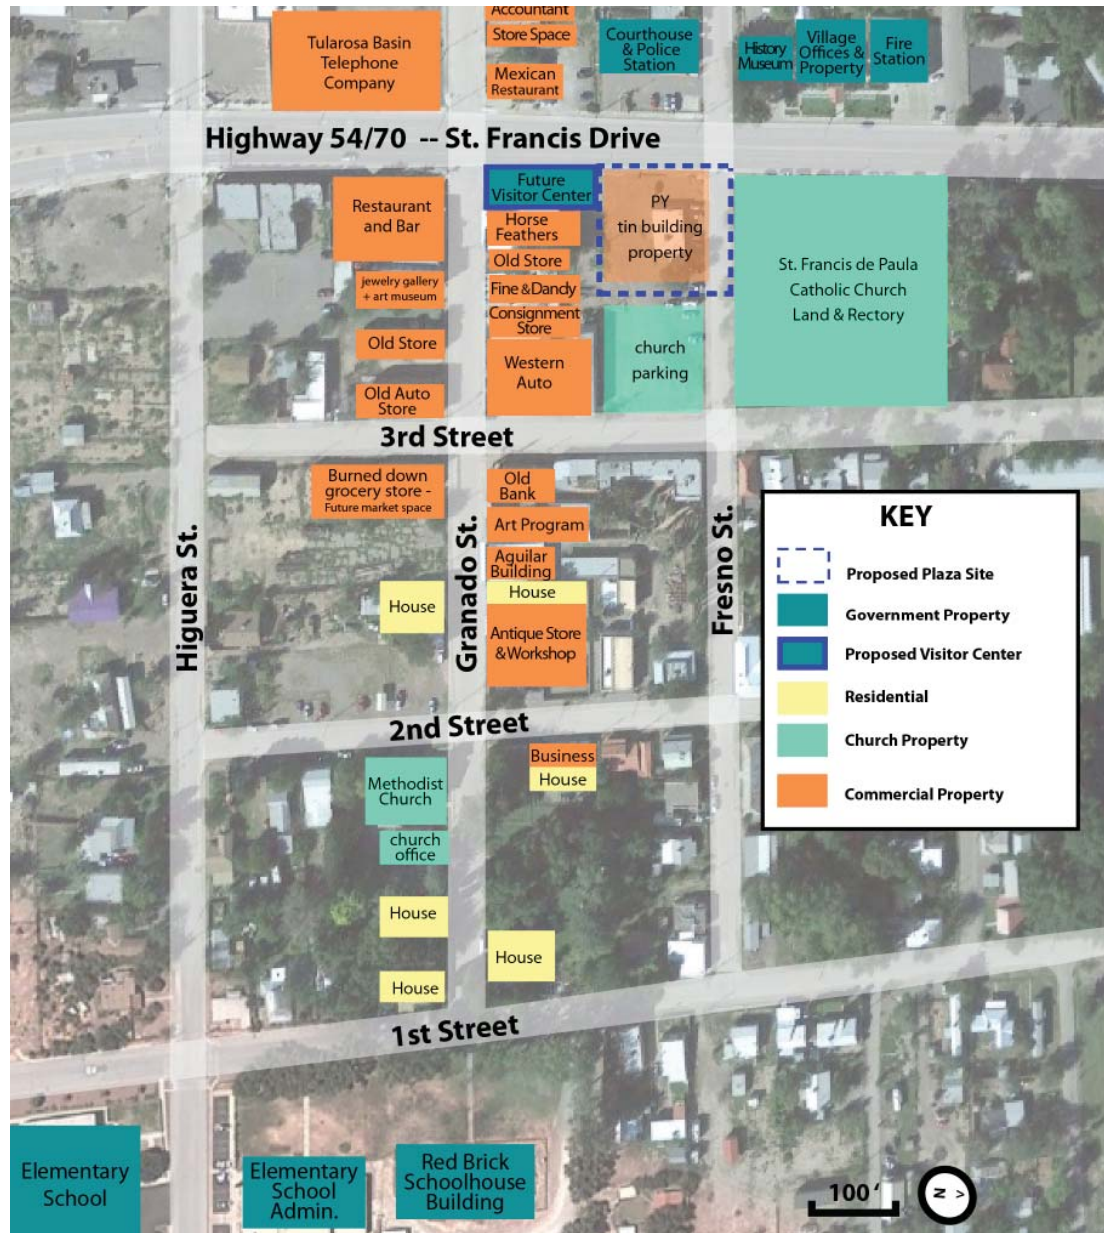 Accountant
Store Space
Mexican
Restaurant
Tularosa Basin
Telephone
Company
Courthouse
& Police
Station
History
Museum
Village
Offices &
Property
Fire
Station
Highway 54/70 -- St. Francis Drive
Restaurant
and Bar
jewelry gallery
+ art museum
Old Store
Old Auto
Store
Future
Visitor Center
Horse
Feathers
Old Store
Fine & Dandy
Consignment
Store
Western
Auto
PY
tin building
property
church
parking
St. Francis de Paula
Catholic Church
Land & Rectory
3rd Street
Burned down
grocery store -
Future market space
House
Old
Bank
Art Program
Aguilar
Building
House
Antique Store
& Workshop
Higuera St.
Granado St.
Fresno St.
2nd Street
Methodist
Church
church
office
House
House
Business
House
House
1st Street
KEY
Proposed Plaza Site
Government Property
Proposed Visitor Center
Residential
Church Property
Commercial Property
Elementary
School
Elementary
School
Admin.
Red Brick
Schoolhouse
Building
100 '
N